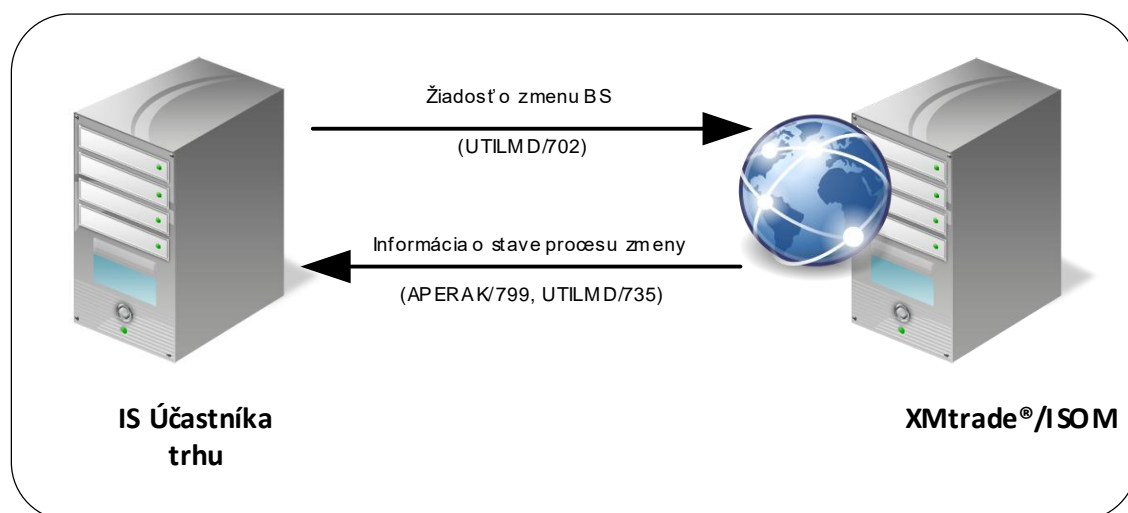 Žiadosť o zmenu BS
(UTILMD/702)
Informácia o stave procesu zmeny
(APERAK/799, UTILMD/735)
IS Účastníka
trhu
XMtrade®/ISOM